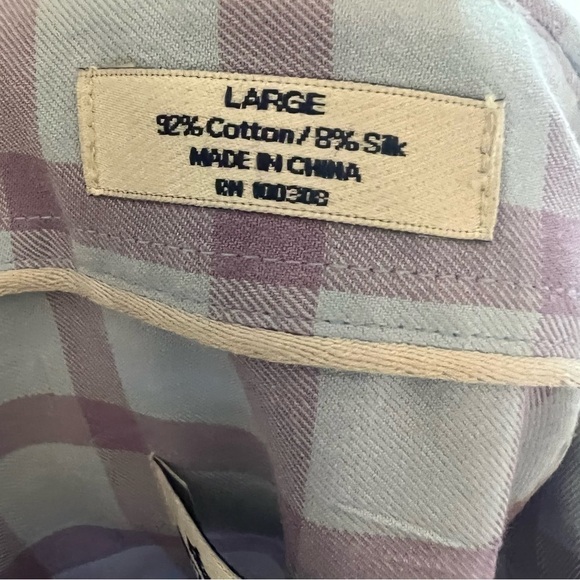 LARGE
92% Cotton / 8% Silk
MADE IN CHINA
RN 100308